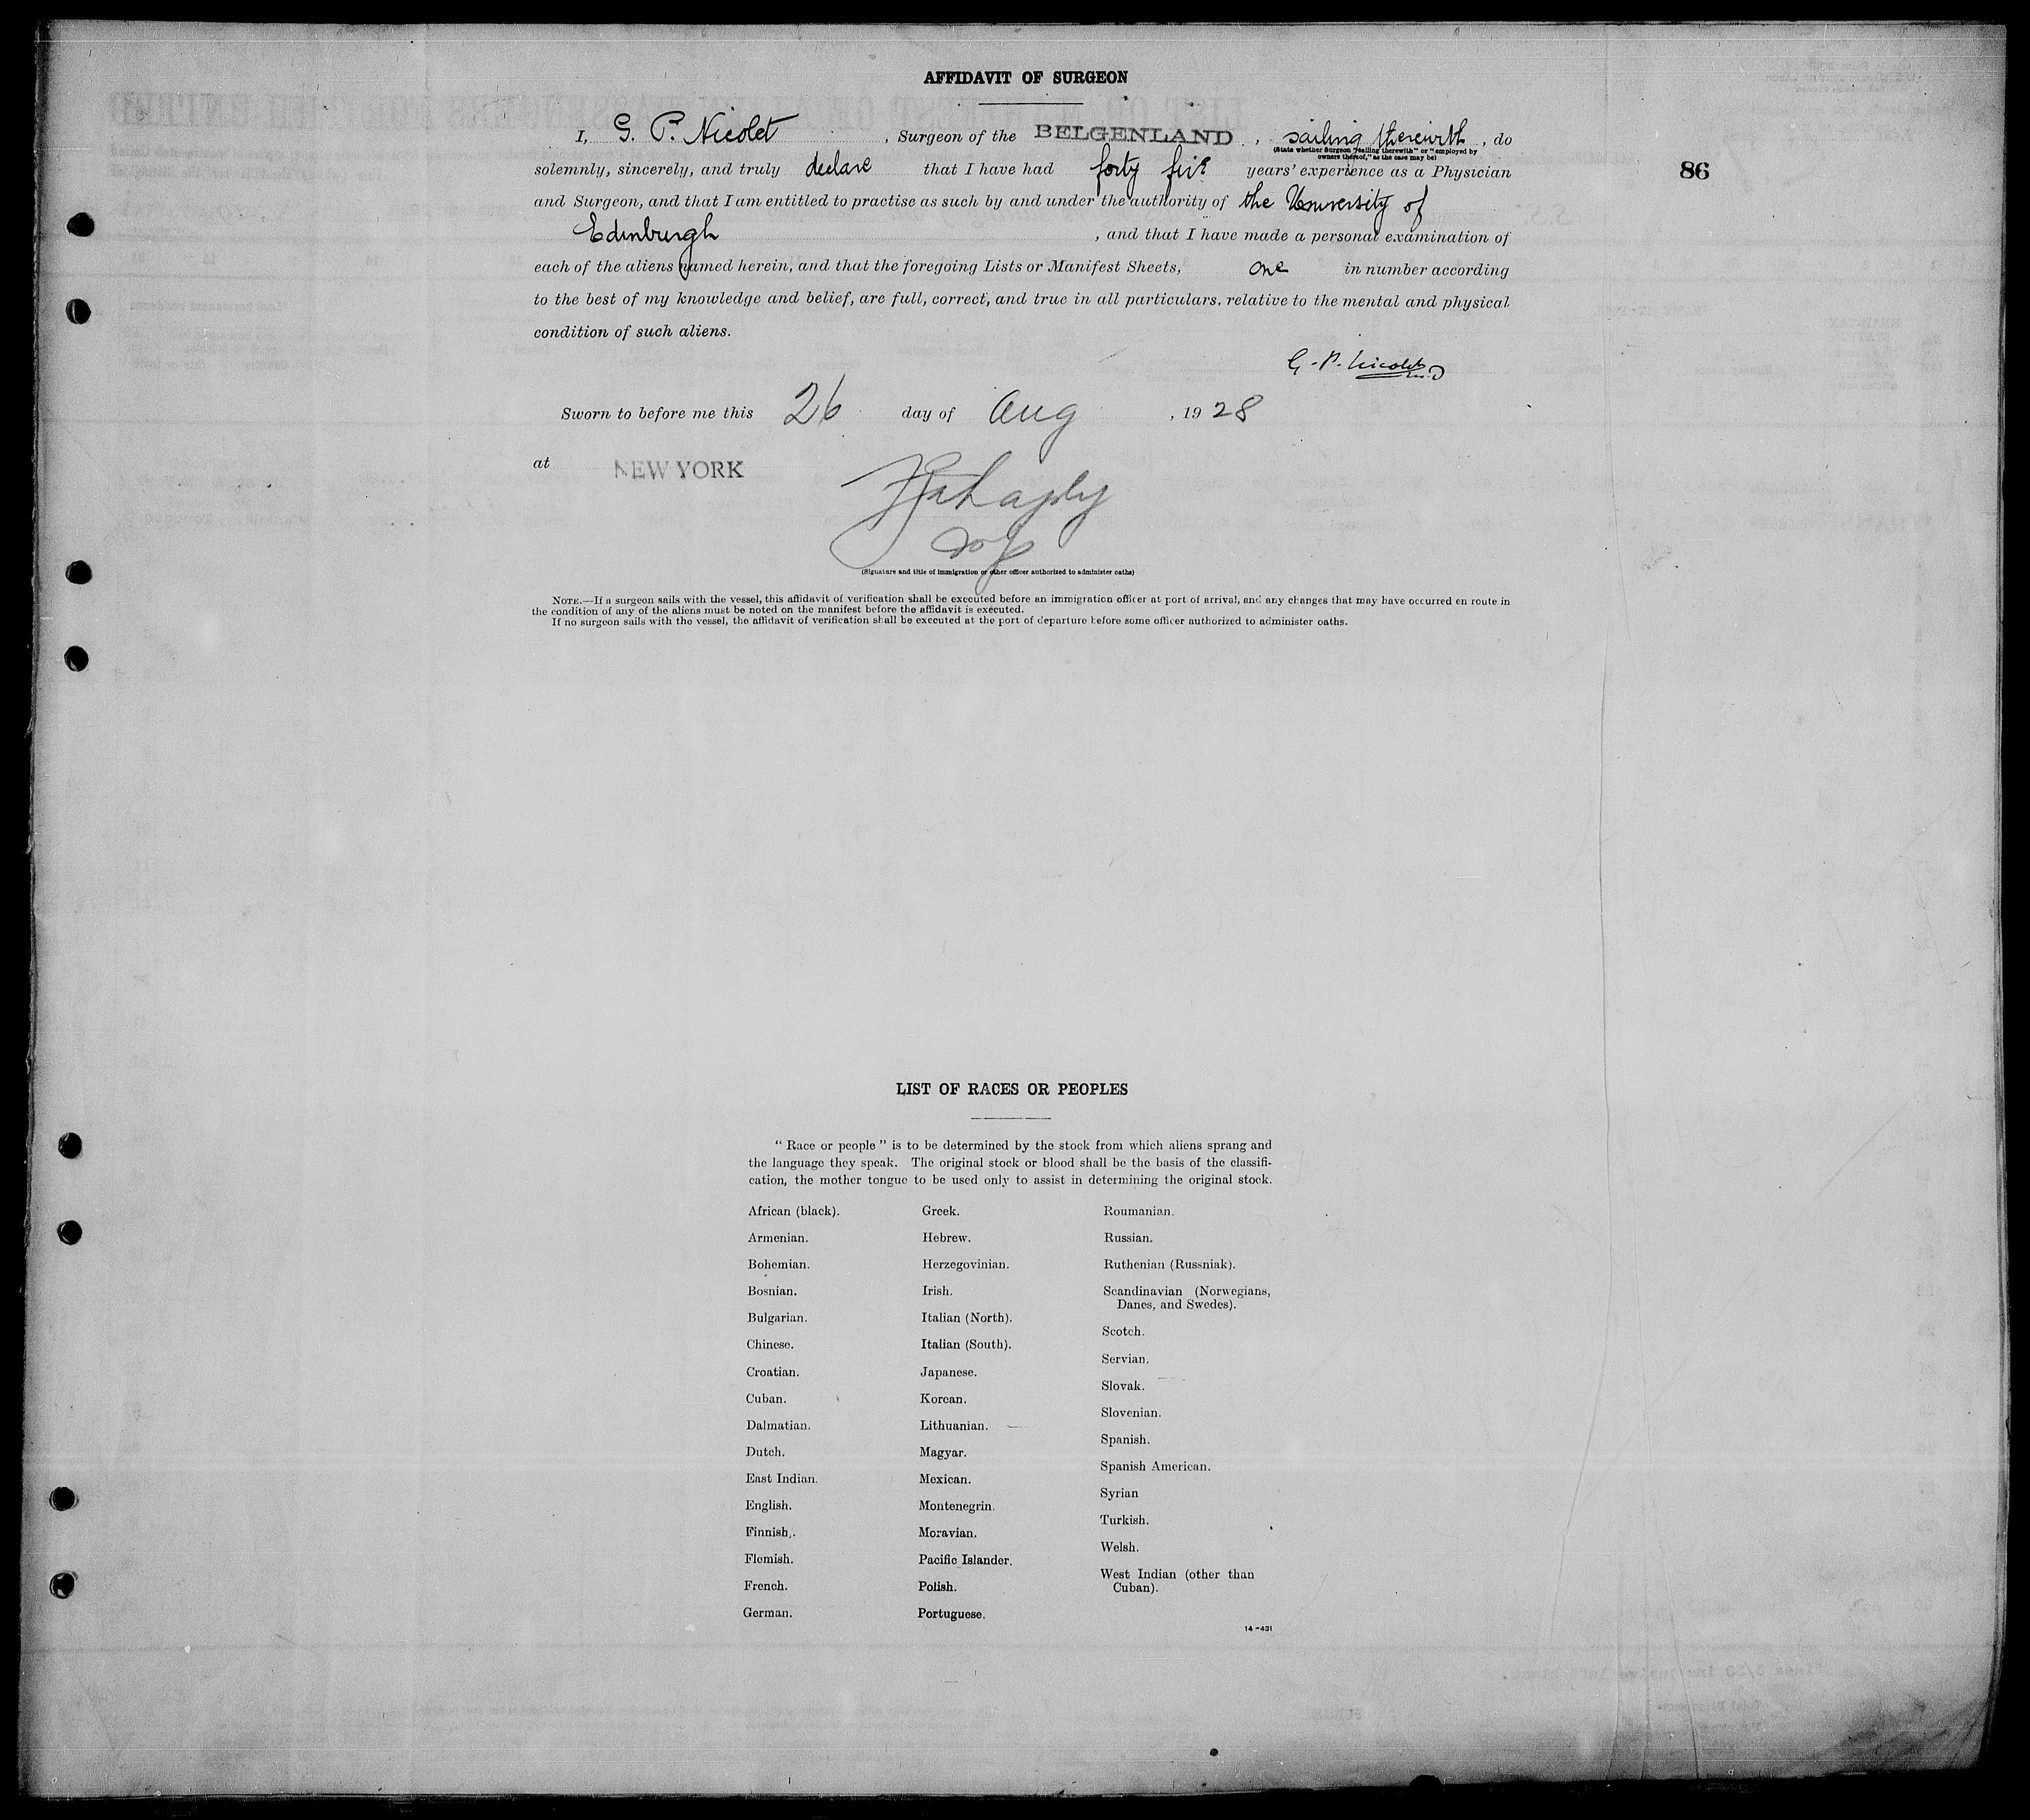 AFFIDAVIT OF SURGEON
I, G. P. Nicolet, Surgeon of the BELGENLAND, sailing therewith, do
(State whether Surgeon "sailing therewith" or "employed by
owners thereof," as the case may be)
86
solemnly, sincerely, and truly declare that I have had forty five years' experience as a Physician
and Surgeon, and that I am entitled to practise as such by and under the authority of the University of
Edinburgh, and that I have made a personal examination of
each of the aliens named herein, and that the foregoing Lists or Manifest Sheets, one in number according
to the best of my knowledge and belief, are full, correct, and true in all particulars, relative to the mental and physical
condition of such aliens.
G. P. Nicolet M.D
Sworn to before me this 26 day of Aug, 1928
at NEW YORK
(Signature and title of immigration or other officer authorized to administer oaths)
NOTE.—If a surgeon sails with the vessel, this affidavit of verification shall be executed before an immigration officer at port of arrival, and any changes that may have occurred en route in
the condition of any of the aliens must be noted on the manifest before the affidavit is executed.
If no surgeon sails with the vessel, the affidavit of verification shall be executed at the port of departure before some officer authorized to administer oaths.
LIST OF RACES OR PEOPLES
"Race or people" is to be determined by the stock from which aliens sprang and
the language they speak. The original stock or blood shall be the basis of the classifi-
cation, the mother tongue to be used only to assist in determining the original stock.
African (black).
Armenian.
Bohemian.
Bosnian.
Bulgarian.
Chinese.
Croatian.
Cuban.
Dalmatian.
Dutch.
East Indian.
English.
Finnish.
Flemish.
French.
German.
Greek.
Hebrew.
Herzegovinian.
Irish.
Italian (North).
Italian (South).
Japanese.
Korean.
Lithuanian.
Magyar.
Mexican.
Montenegrin.
Moravian.
Pacific Islander.
Polish.
Portuguese.
Roumanian.
Russian.
Ruthenian (Russniak).
Scandinavian (Norwegians,
Danes, and Swedes).
Scotch.
Servian.
Slovak.
Slovenian.
Spanish.
Spanish American.
Syrian
Turkish.
Welsh.
West Indian (other than
Cuban).
14-431